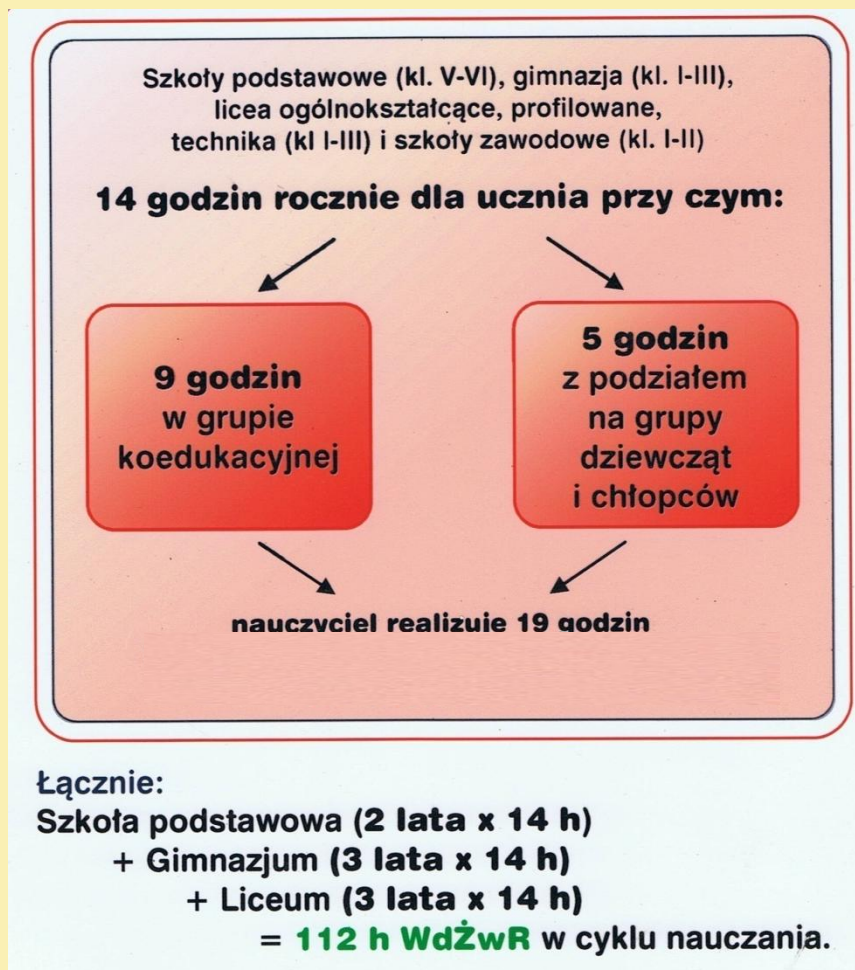 Szkoły podstawowe (kl. V-VI), gimnazja (kl. I-III),
licea ogólnokształcące, profilowane,
technika (kl I-III) i szkoły zawodowe (kl. I-II)
14 godzin rocznie dla ucznia przy czym:
9 godzin
w grupie
koedukacyjnej
5 godzin
z podziałem
na grupy
dziewcząt
i chłopców
nauczyciel realizuje 19 godzin
Łącznie:
Szkoła podstawowa (2 lata x 14 h)
+ Gimnazjum (3 lata x 14 h)
+ Liceum (3 lata x 14 h)
= 112 h WdŻwR w cyklu nauczania.